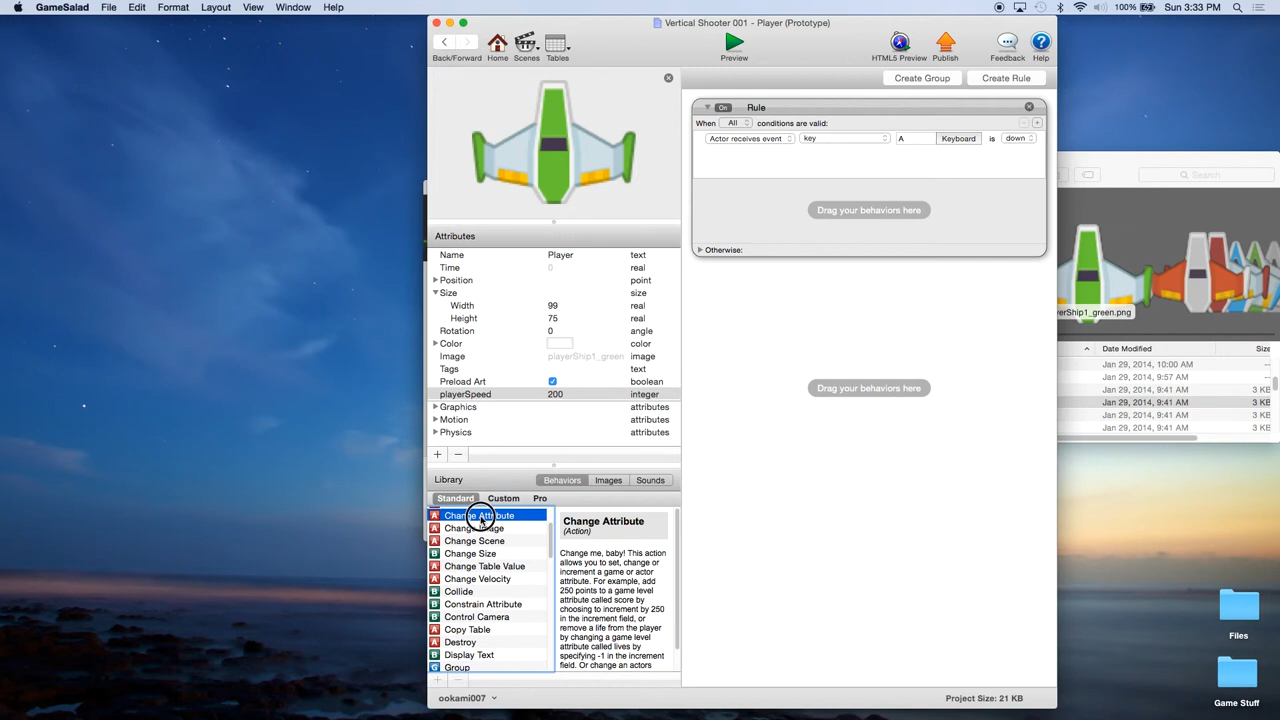 GameSalad File Edit Format Layout View Window Help 100% Sun 3:33 PM
Vertical Shooter 001 - Player (Prototype)
Back/Forward Home Scenes Tables Preview HTML5 Preview Publish Feedback Help
Create Group Create Rule
On Rule
When All conditions are valid:
Actor receives event key A Keyboard is down
Drag your behaviors here
Otherwise:
Drag your behaviors here
Attributes
Name Player text
Time 0 real
Position point
Size size
Width 99 real
Height 75 real
Rotation 0 angle
Color color
Image playerShip1_green image
Tags text
Preload Art boolean
playerSpeed 200 integer
Graphics attributes
Motion attributes
Physics attributes
Library Behaviors Images Sounds
Standard Custom Pro
Change Attribute
Change Image
Change Scene
Change Size
Change Table Value
Change Velocity
Collide
Constrain Attribute
Control Camera
Copy Table
Destroy
Display Text
Group
Change Attribute
(Action)
Change me, baby! This action
allows you to set, change or
increment a game or actor
attribute. For example, add
250 points to a game level
attribute called score by
choosing to increment by 250
in the increment field, or
remove a life from the player
by changing a game level
attribute called lives by
specifying -1 in the increment
field. Or change an actors
ookami007
Project Size: 21 KB
Search
erShip1_green.png
Date Modified Size
Jan 29, 2014, 10:00 AM --
Jan 29, 2014, 9:57 AM --
Jan 29, 2014, 9:41 AM 3 KB
Jan 29, 2014, 9:41 AM 3 KB
Jan 29, 2014, 9:41 AM 3 KB
Jan 29, 2014, 9:41 AM 3 KB
Files
Game Stuff